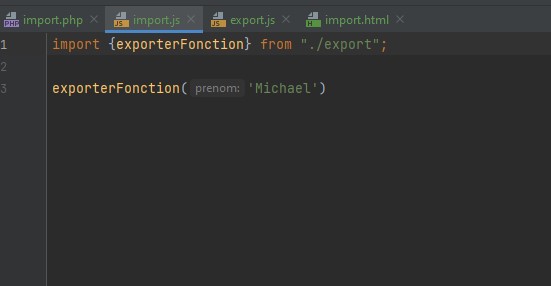 PHP import.php JS import.js JS export.js H import.html
1 import {exporterFonction} from "./export";
2
3 exporterFonction( prenom: 'Michael')